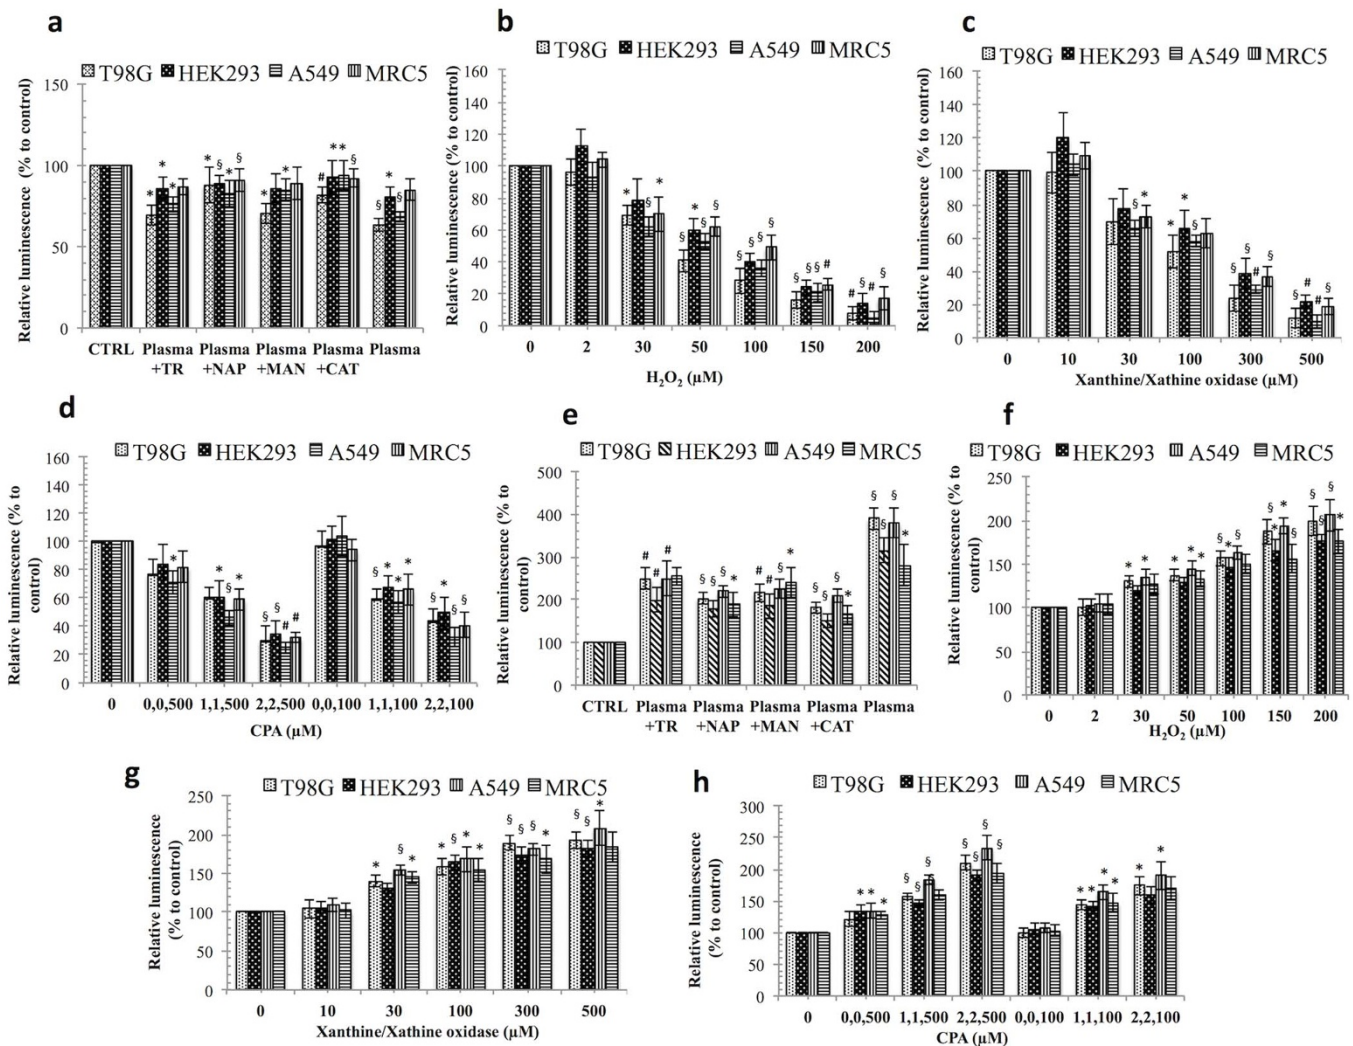 a
T98G HEK293 A549 MRC5
Relative luminescence (% to control)
150
100
50
0
* * * * § * § * * # * * § § * §
CTRL Plasma +TR Plasma +NAP Plasma +MAN Plasma +CAT Plasma
b
T98G HEK293 A549 MRC5
Relative luminescence (% to control)
160
140
120
100
80
60
40
20
0
0 2 30 50 100 150 200
H₂O₂ (µM)
c
T98G HEK293 A549 MRC5
Relative luminescence (% to control)
160
140
120
100
80
60
40
20
0
0 10 30 100 300 500
Xanthine/Xathine oxidase (µM)
d
T98G HEK293 A549 MRC5
Relative luminescence (% to
control)
160
140
120
100
80
60
40
20
0
0 0,0,500 1,1,500 2,2,500 0,0,100 1,1,100 2,2,100
CPA (µM)
e
T98G HEK293 A549 MRC5
Relative luminescence (% to
control)
500
400
300
200
100
0
CTRL Plasma +TR Plasma +NAP Plasma +MAN Plasma +CAT Plasma
f
T98G HEK293 A549 MRC5
Relative luminescence (% to
control)
250
200
150
100
50
0
0 2 30 50 100 150 200
H₂O₂ (µM)
g
T98G HEK293 A549 MRC5
Relative luminescence
(% to control)
250
200
150
100
50
0
0 10 30 100 300 500
Xanthine/Xathine oxidase (µM)
h
T98G HEK293 A549 MRC5
Relative luminescence
(% to control)
300
250
200
150
100
50
0
0 0,0,500 1,1,500 2,2,500 0,0,100 1,1,100 2,2,100
CPA (µM)